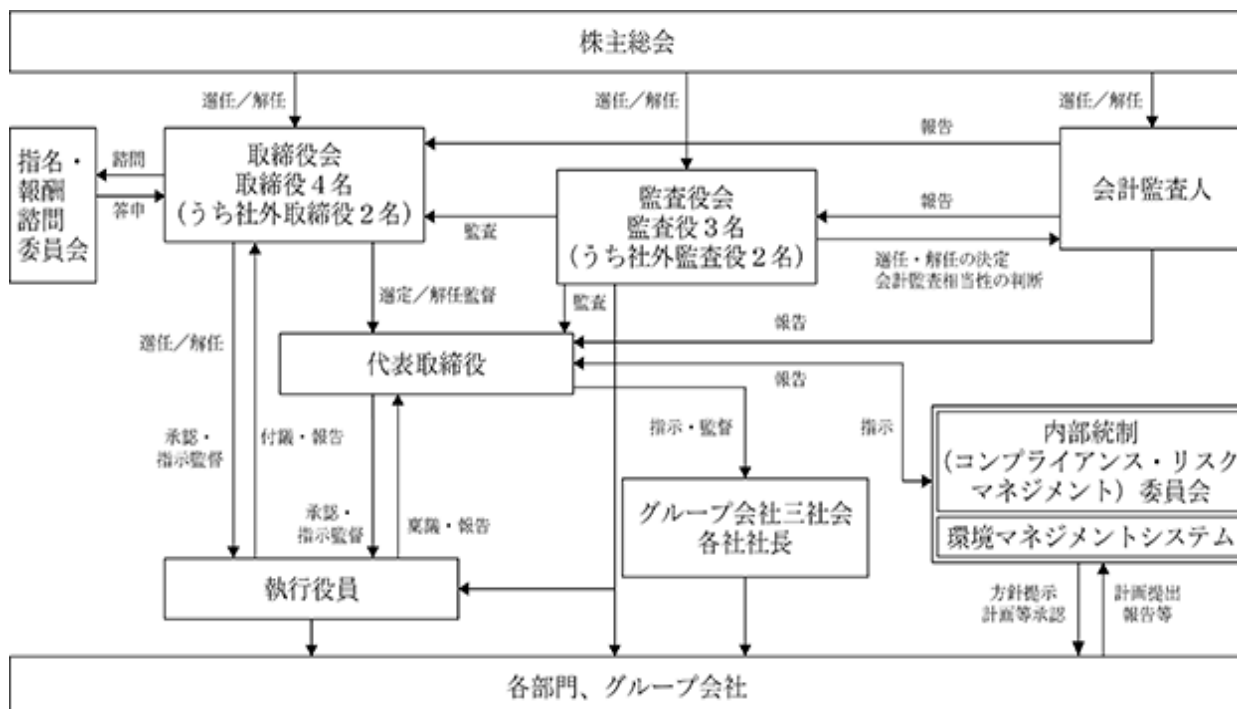 株主総会
選任／解任
選任／解任
選任／解任
指名・
報酬
諮問
委員会
諮問
答申
取締役会
取締役４名
（うち社外取締役２名）
報告
会計監査人
監査役会
監査役３名
（うち社外監査役２名）
監査
報告
選任・解任の決定
会計監査相当性の判断
選定／解任監督
監査
選任／解任
報告
代表取締役
報告
承認・
指示監督
付議・報告
指示・監督
指示
内部統制
（コンプライアンス・リスク
マネジメント）委員会
環境マネジメントシステム
承認・
指示監督
稟議・報告
グループ会社三社会
各社社長
執行役員
方針提示
計画等承認
計画提出
報告等
各部門、グループ会社